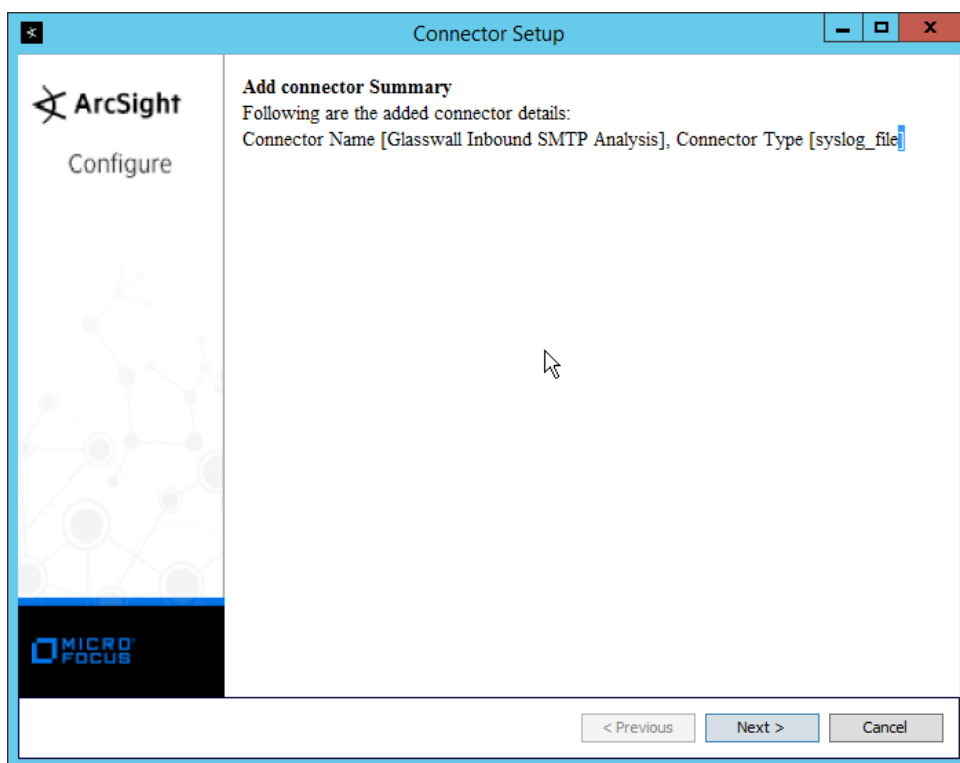 Connector Setup
ArcSight
Configure
Add connector Summary
Following are the added connector details:
Connector Name [Glasswall Inbound SMTP Analysis], Connector Type [syslog_file]
MICRO
FOCUS
< Previous
Next >
Cancel